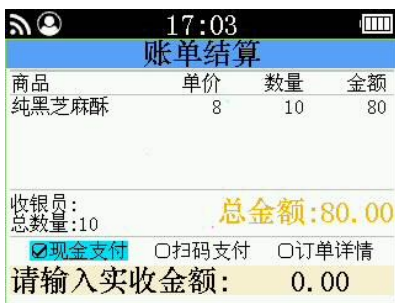 17:03
账单结算
商品 单价 数量 金额
纯黑芝麻酥 8 10 80
收银员:
总数量:10 总金额:80.00
现金支付 扫码支付 订单详情
请输入实收金额: 0.00